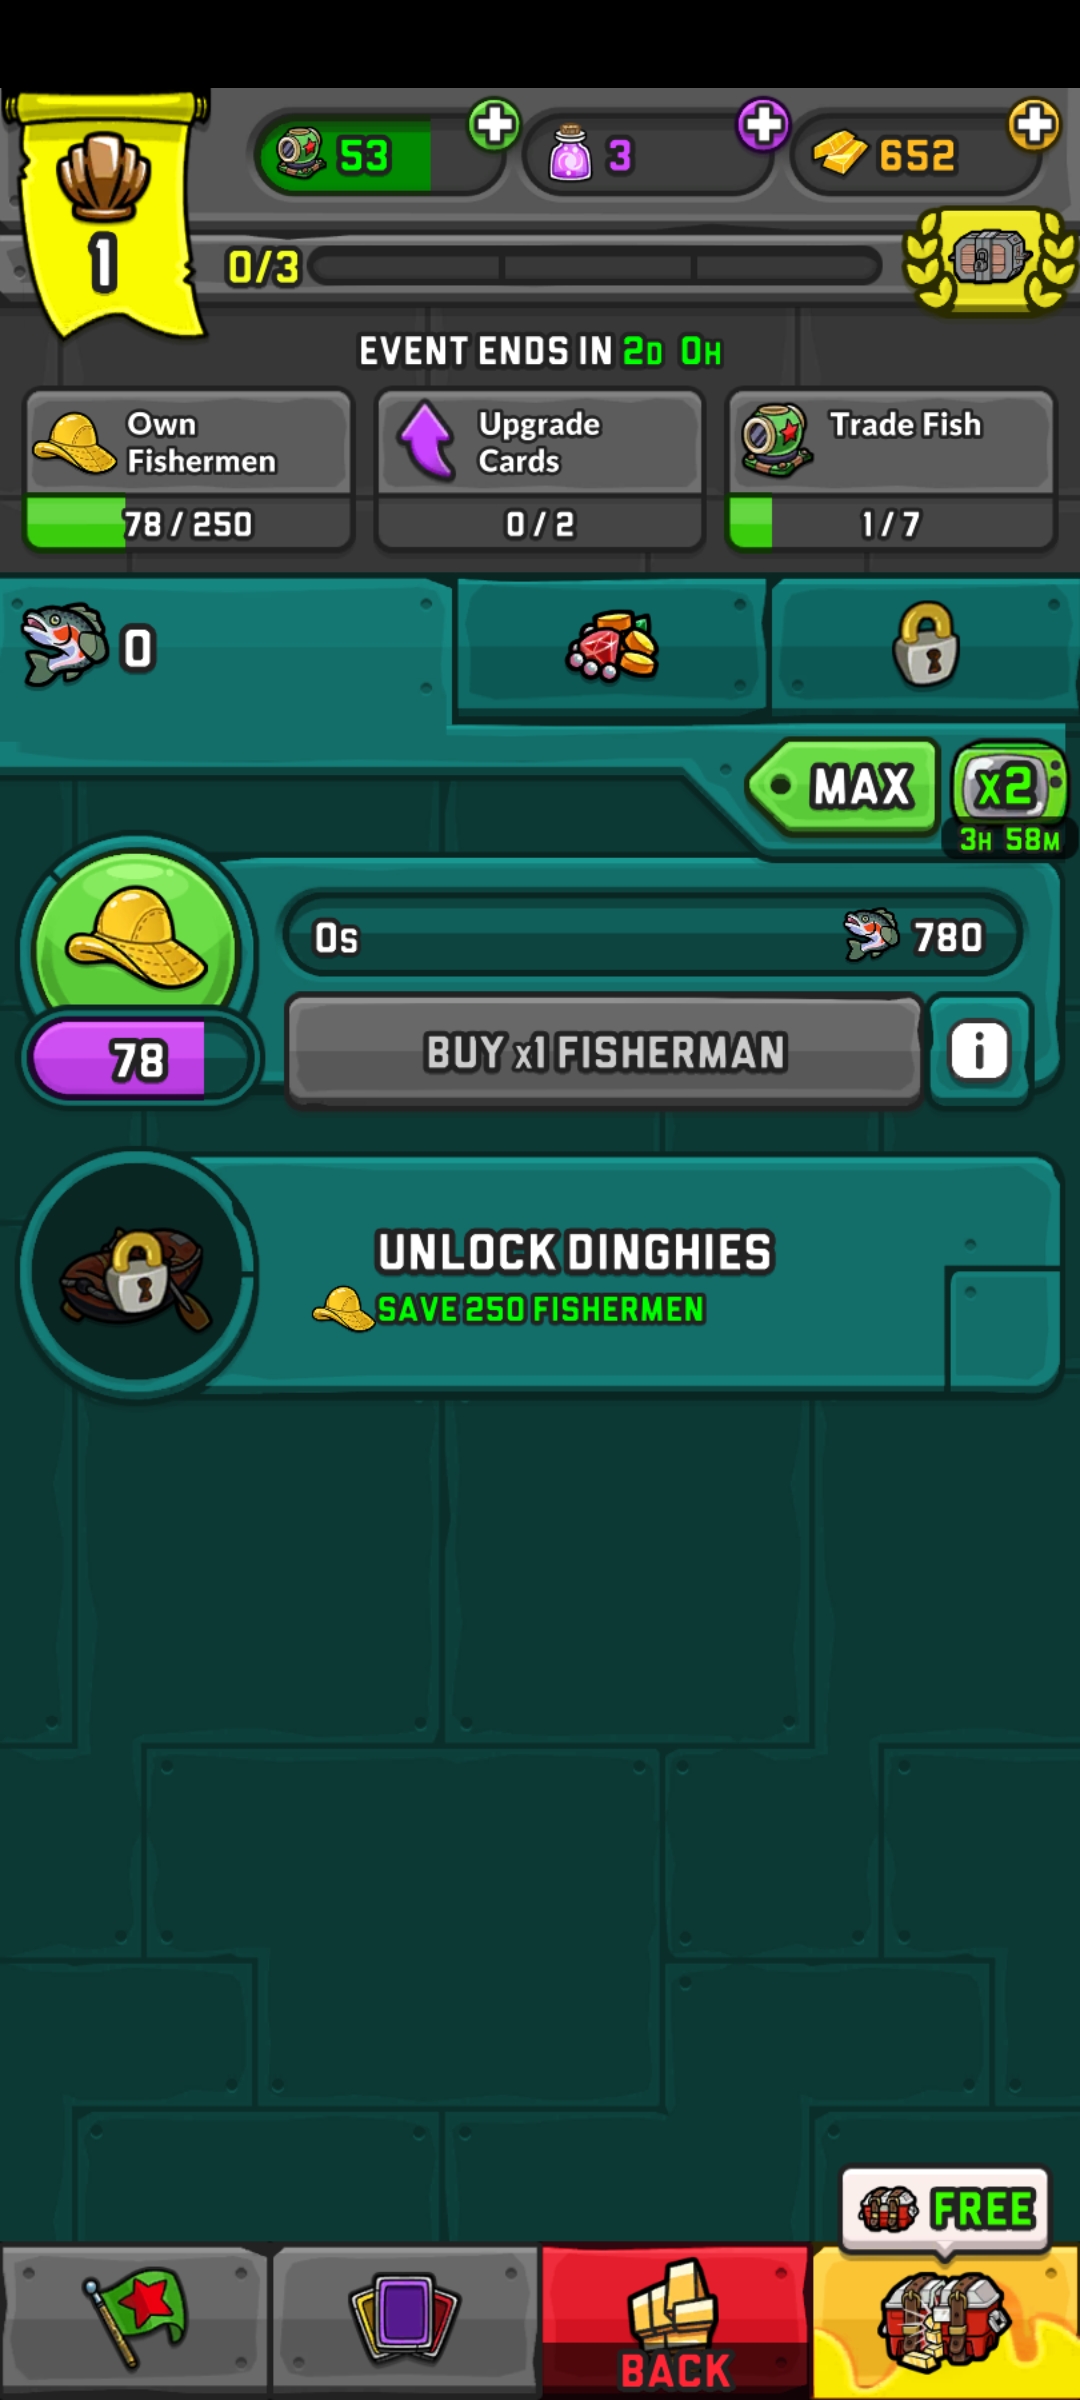 53
3
652
1
0/3
EVENT ENDS IN 2D 0H
Own
Fishermen
78 / 250
Upgrade
Cards
0 / 2
Trade Fish
1 / 7
0
MAX
x2
3H 58M
0s
780
78
BUY x1 FISHERMAN
i
UNLOCK DINGHIES
SAVE 250 FISHERMEN
FREE
BACK